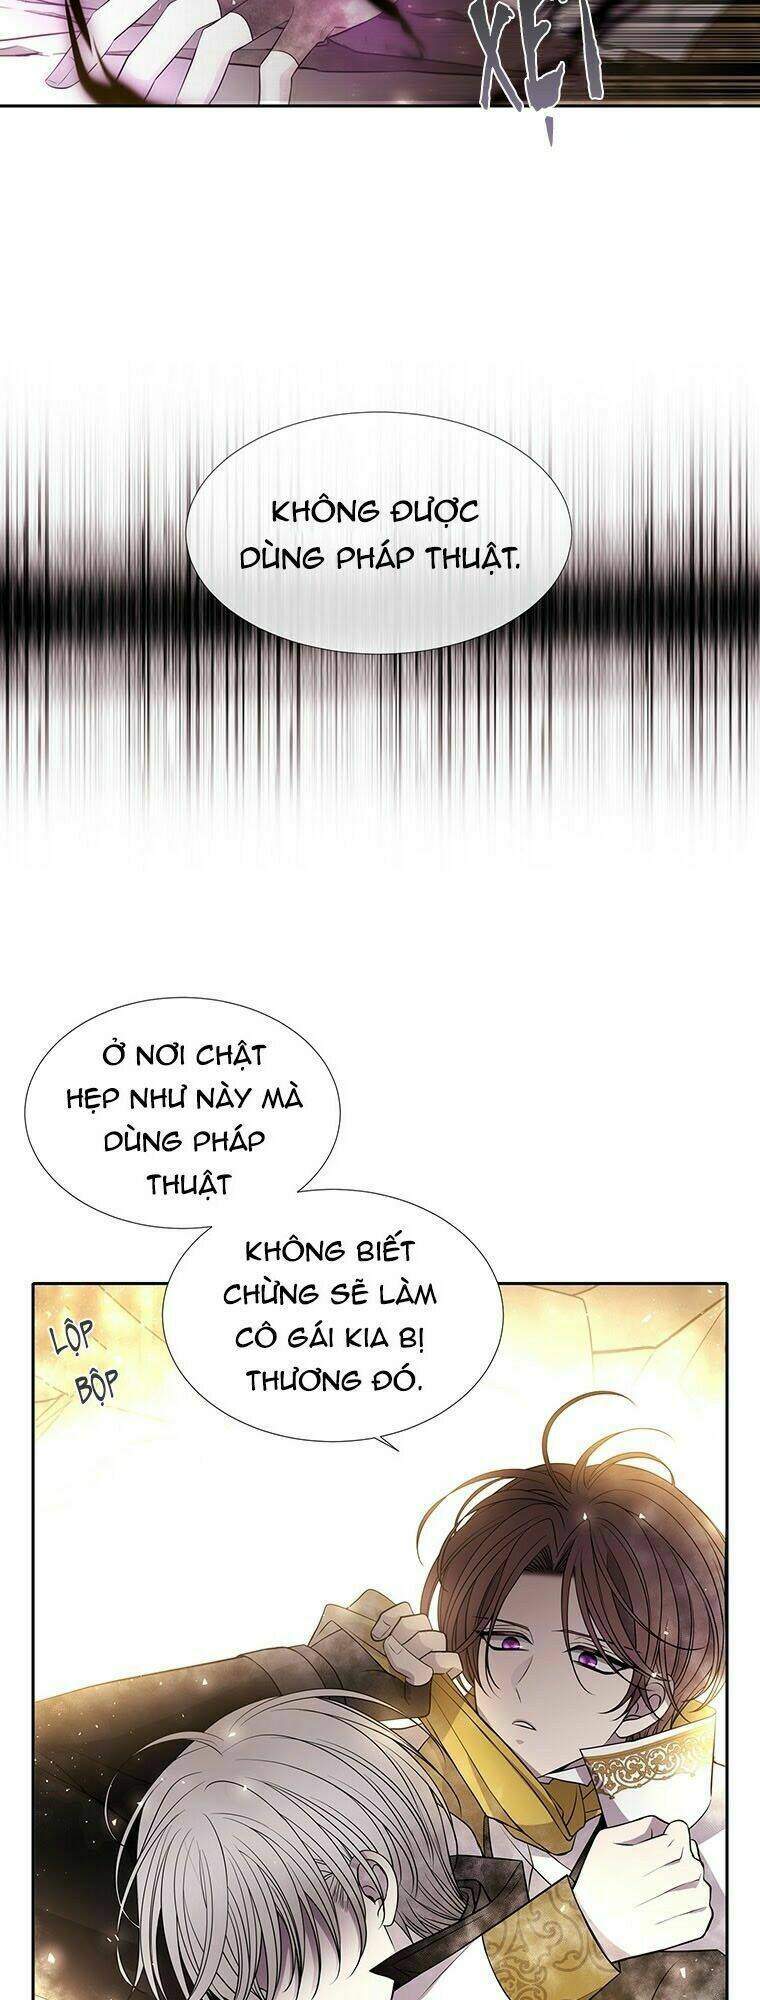 XẸT
KHÔNG ĐƯỢC
DÙNG PHÁP THUẬT.
Ở NƠI CHẬT
HẸP NHƯ NÀY MÀ
DÙNG PHÁP
THUẬT
KHÔNG BIẾT
CHỪNG SẼ LÀM
CÔ GÁI KIA BỊ
THƯƠNG ĐÓ.
LỘP
BỘP